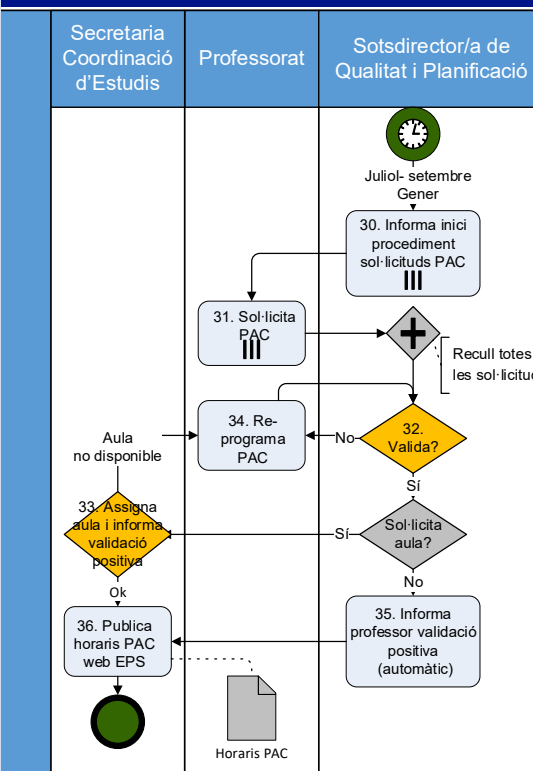 Secretaria
Coordinació
d'Estudis
Professorat
Sotsdirector/a de
Qualitat i Planificació
Juliol- setembre
Gener
30. Informa inici
procediment
sol·licituds PAC
31. Sol·licita
PAC
Recull totes
les sol·licitud
34. Re-
programa
PAC
No
32.
Valida?
Aula
no disponible
Sí
33. Assigna
aula i informa
validació
positiva
Sí
Sol·licita
aula?
Ok
No
36. Publica
horaris PAC
web EPS
35. Informa
professor validació
positiva
(automàtic)
Horaris PAC